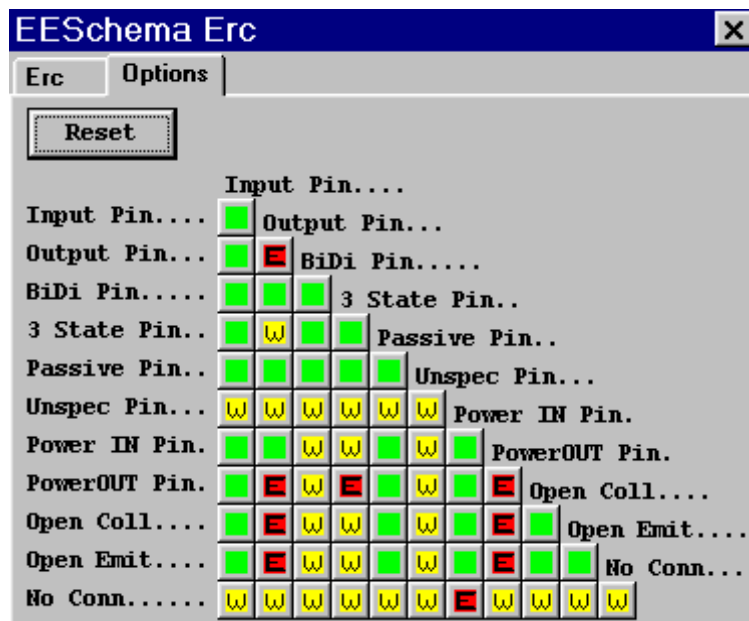 EESchema Erc
Erc Options
Reset
Input Pin....
Input Pin.... Output Pin...
Output Pin... E BiDi Pin.....
BiDi Pin..... 3 State Pin..
3 State Pin.. W Passive Pin..
Passive Pin.. Unspec Pin...
Unspec Pin... W W W W W W Power IN Pin.
Power IN Pin. W W W PowerOUT Pin.
PowerOUT Pin. E W E W E Open Coll....
Open Coll.... E W W W E Open Emit....
Open Emit.... E W W W E No Conn...
No Conn...... W W W W W W E W W W W